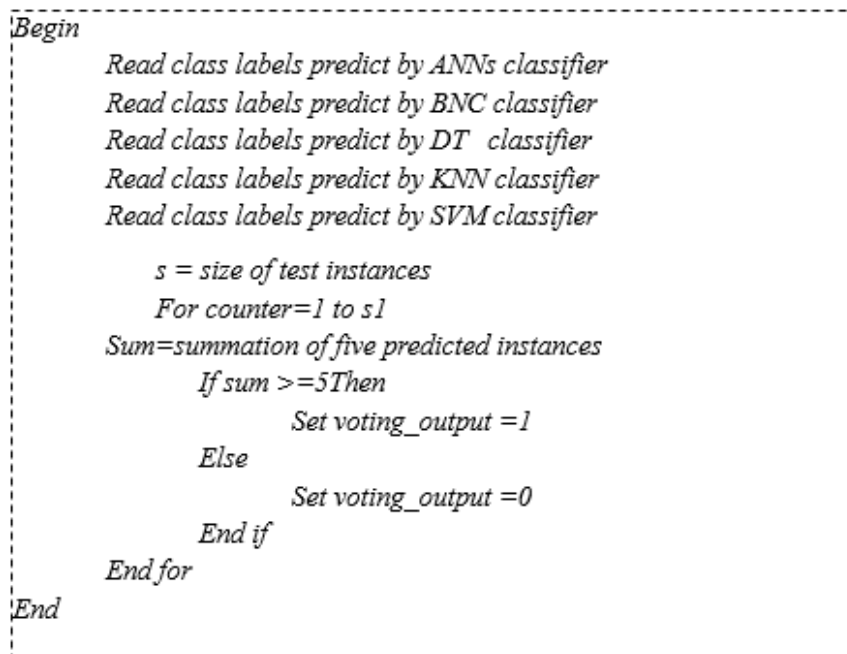 Begin
Read class labels predict by ANNs classifier
Read class labels predict by BNC classifier
Read class labels predict by DT classifier
Read class labels predict by KNN classifier
Read class labels predict by SVM classifier
s = size of test instances
For counter=1 to s1
Sum=summation of five predicted instances
If sum >=5Then
Set voting_output =1
Else
Set voting_output =0
End if
End for
End